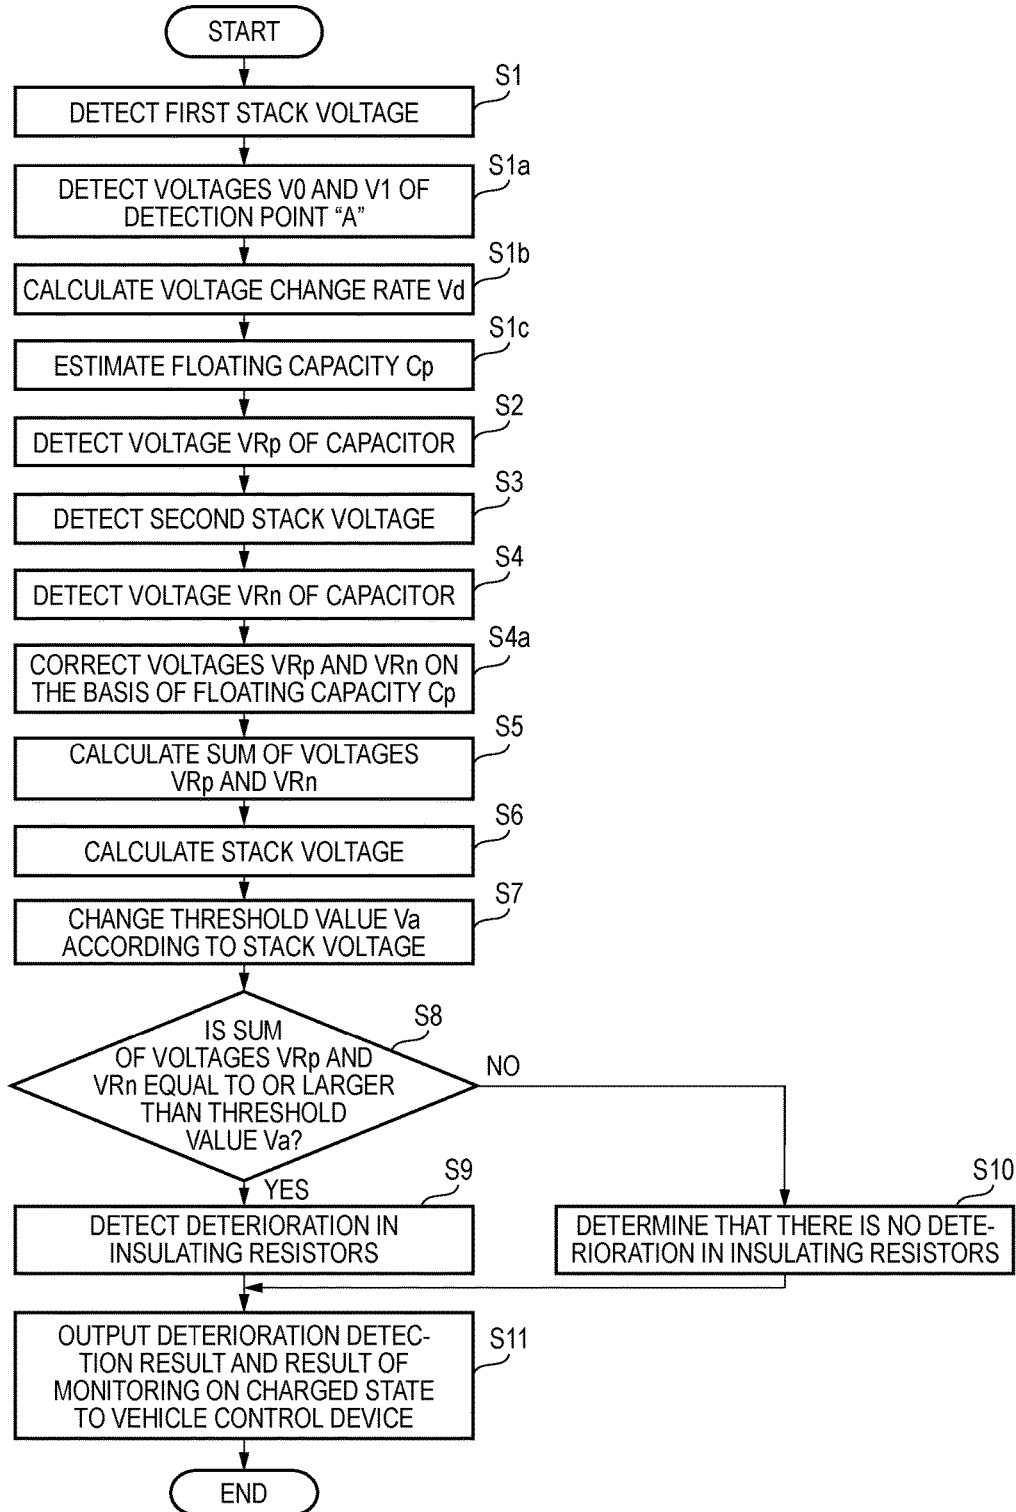 START
S1
DETECT FIRST STACK VOLTAGE
S1a
DETECT VOLTAGES V0 AND V1 OF
DETECTION POINT “A”
S1b
CALCULATE VOLTAGE CHANGE RATE Vd
S1c
ESTIMATE FLOATING CAPACITY Cp
S2
DETECT VOLTAGE VRp OF CAPACITOR
S3
DETECT SECOND STACK VOLTAGE
S4
DETECT VOLTAGE VRn OF CAPACITOR
S4a
CORRECT VOLTAGES VRp AND VRn ON
THE BASIS OF FLOATING CAPACITY Cp
S5
CALCULATE SUM OF VOLTAGES
VRp AND VRn
S6
CALCULATE STACK VOLTAGE
S7
CHANGE THRESHOLD VALUE Va
ACCORDING TO STACK VOLTAGE
S8
IS SUM
OF VOLTAGES VRp AND
VRn EQUAL TO OR LARGER
THAN THRESHOLD
VALUE Va?
NO
YES
S9
DETECT DETERIORATION IN
INSULATING RESISTORS
S10
DETERMINE THAT THERE IS NO DETE-
RIORATION IN INSULATING RESISTORS
S11
OUTPUT DETERIORATION DETEC-
TION RESULT AND RESULT OF
MONITORING ON CHARGED STATE
TO VEHICLE CONTROL DEVICE
END